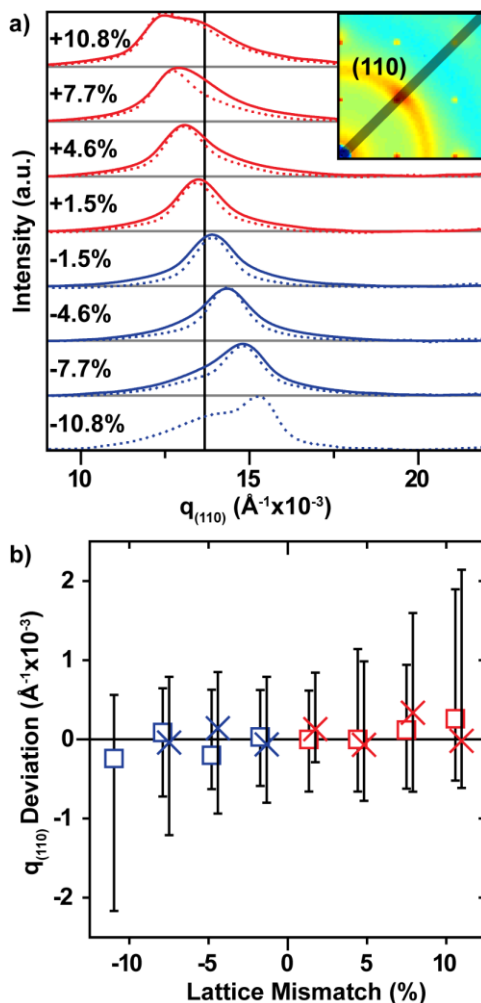 a)
+10.8%
+7.7%
+4.6%
+1.5%
-1.5%
-4.6%
-7.7%
-10.8%
(110)
Intensity (a.u.)
10 15 20
q(110) (Å⁻¹x10⁻³)
b)
2
1
0
-1
-2
q(110) Deviation (Å⁻¹x10⁻³)
-10 -5 0 5 10
Lattice Mismatch (%)